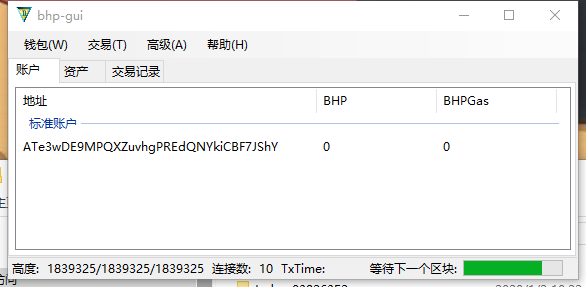 bhp-gui
钱包(W) 交易(T) 高级(A) 帮助(H)
账户 资产 交易记录
地址 BHP BHPGas
标准账户
ATe3wDE9MPQXZuvhgPREdQNYkiCBF7JShY 0 0
高度: 1839325/1839325/1839325 连接数: 10 TxTime: 等待下一个区块: